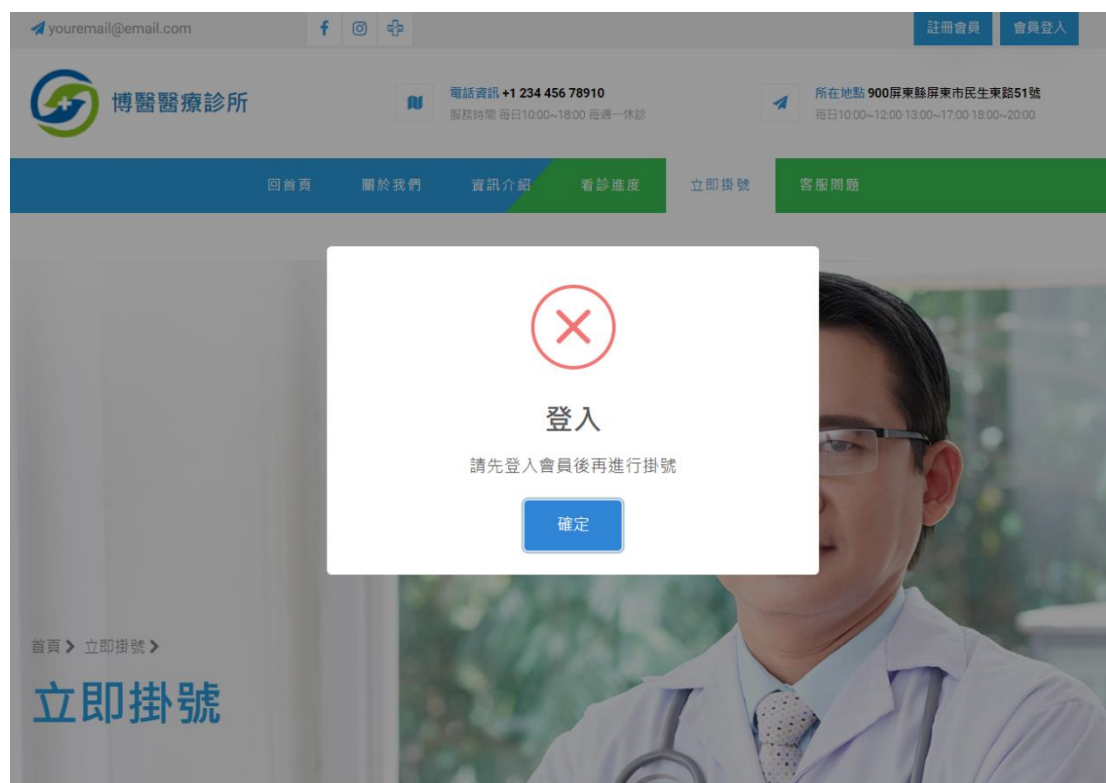 youremail@email.com
註冊會員
會員登入
博醫醫療診所
電話資訊 +1 234 456 78910
服務時間 每日10:00~18:00 每週一休診
所在地點 900屏東縣屏東市民生東路51號
每日10:00~12:00·13:00~17:00·18:00~20:00
回首頁
關於我們
資訊介紹
看診進度
立即掛號
客服問題
登入
請先登入會員後再進行掛號
確定
首頁 > 立即掛號 >
立即掛號